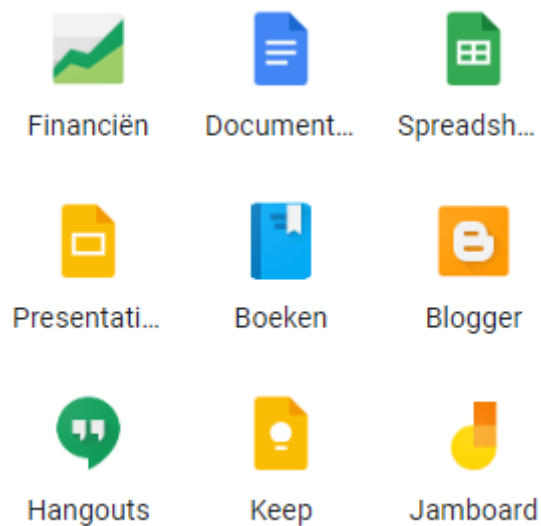 Financiën Document... Spreadsh...
Presentati... Boeken Blogger
Hangouts Keep Jamboard